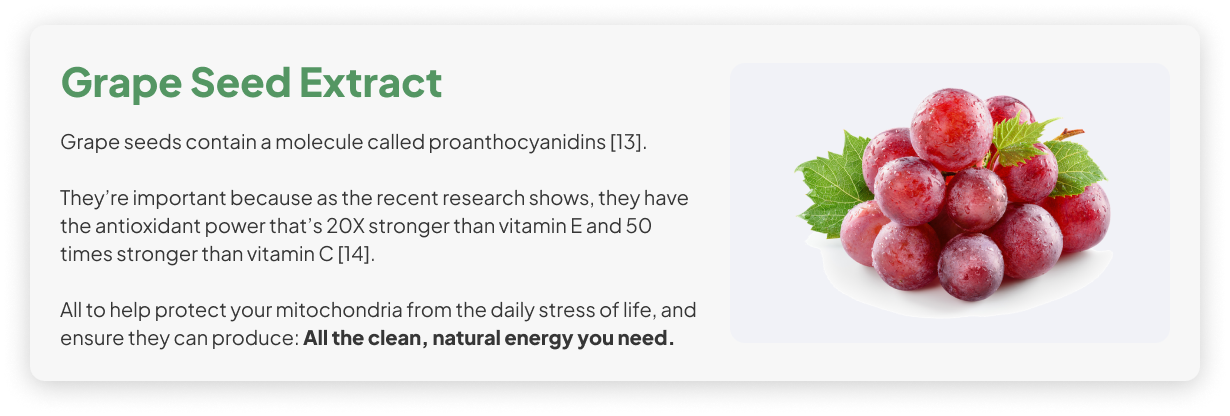 Grape Seed Extract
Grape seeds contain a molecule called proanthocyanidins [13].
They’re important because as the recent research shows, they have
the antioxidant power that’s 20X stronger than vitamin E and 50
times stronger than vitamin C [14].
All to help protect your mitochondria from the daily stress of life, and
ensure they can produce: All the clean, natural energy you need.